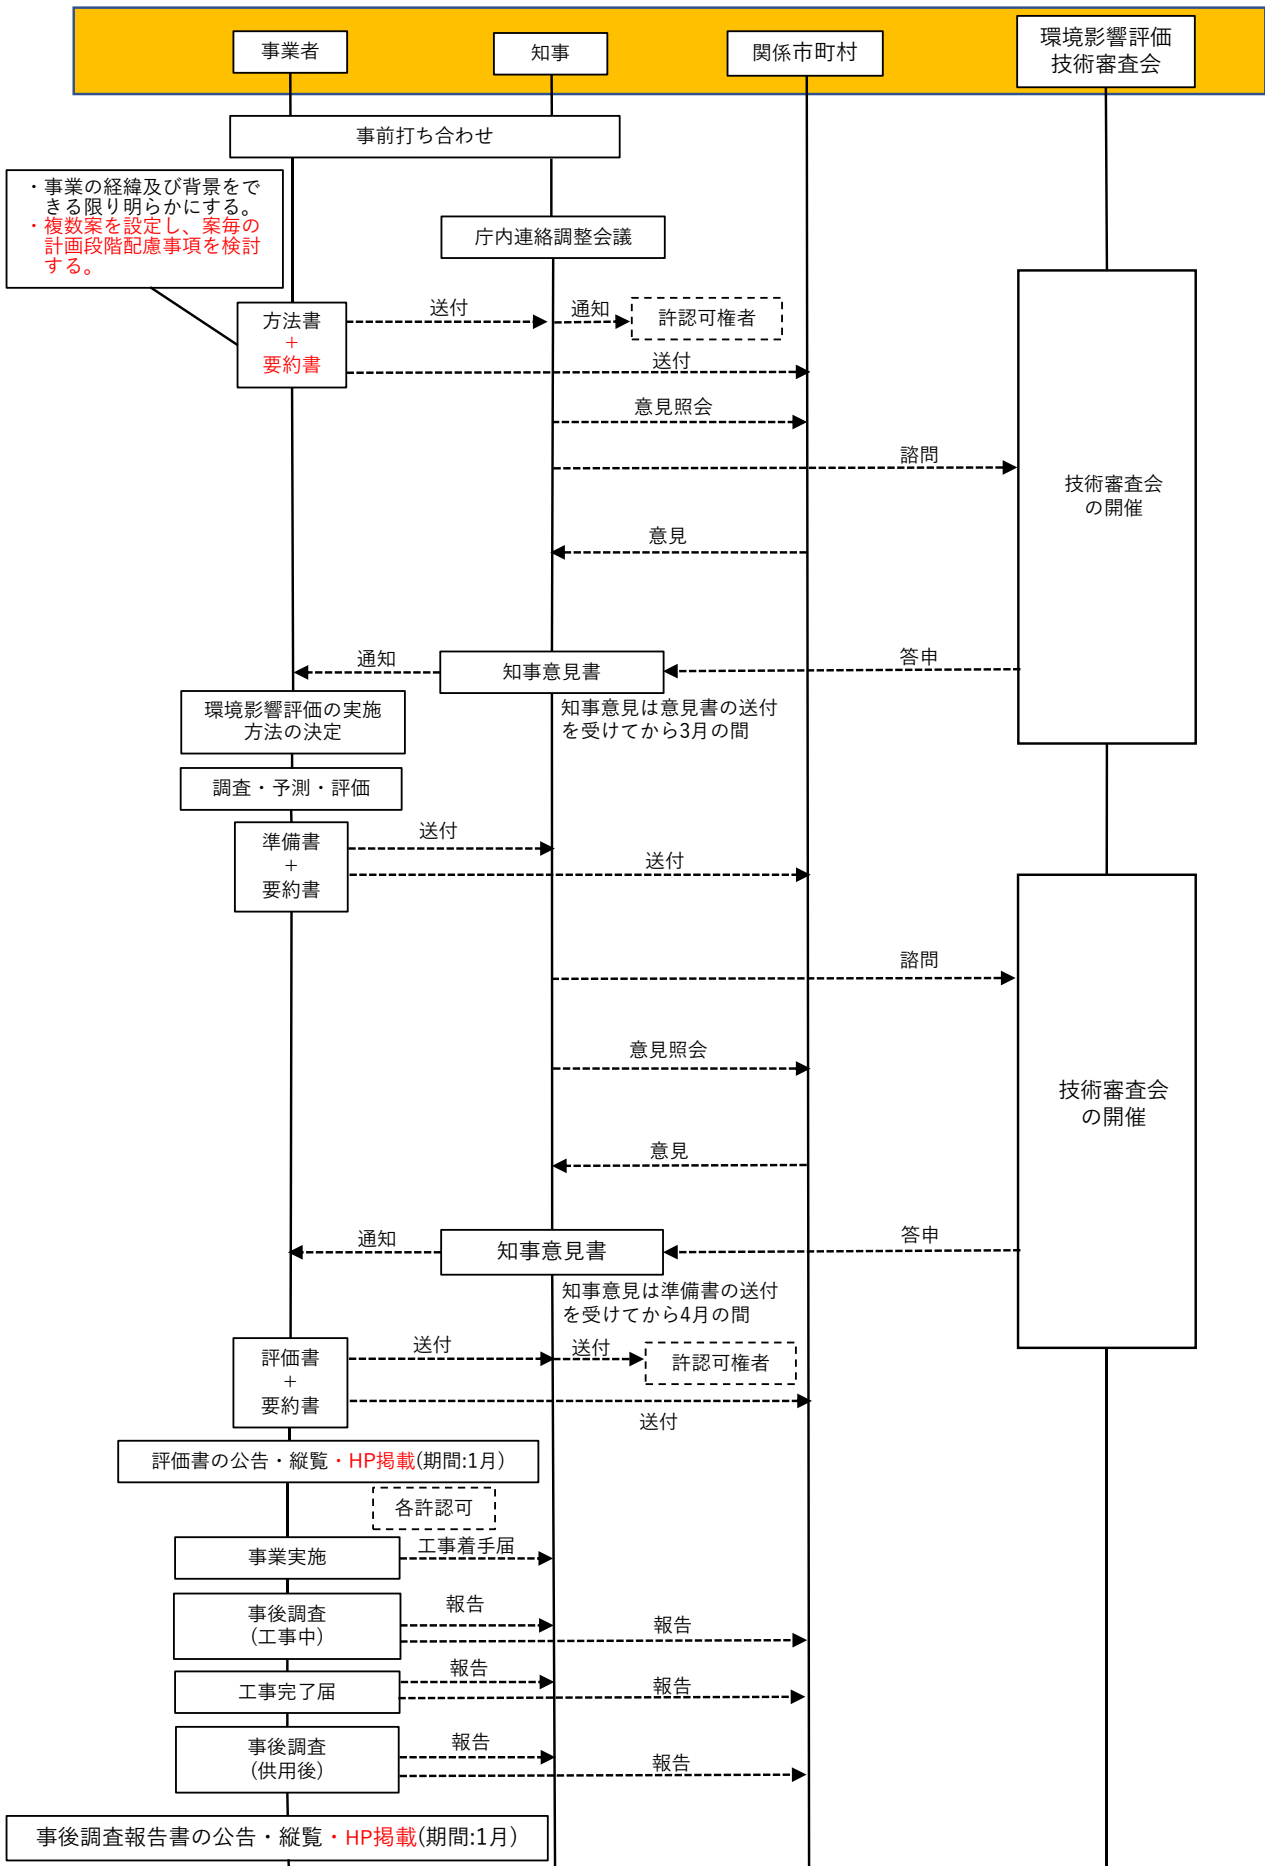 事業者
知事
関係市町村
環境影響評価
技術審査会
事前打ち合わせ
・事業の経緯及び背景をで
きる限り明らかにする。
・複数案を設定し、案毎の
計画段階配慮事項を検討
する。
庁内連絡調整会議
方法書
+
要約書
送付
通知
許認可権者
送付
意見照会
諮問
技術審査会
の開催
意見
通知
知事意見書
答申
知事意見は意見書の送付
を受けてから3月の間
環境影響評価の実施
方法の決定
調査・予測・評価
準備書
+
要約書
送付
送付
諮問
意見照会
技術審査会
の開催
意見
通知
知事意見書
答申
知事意見は準備書の送付
を受けてから4月の間
評価書
+
要約書
送付
送付
許認可権者
送付
評価書の公告・縦覧・HP掲載(期間:1月)
各許認可
事業実施
工事着手届
事後調査
(工事中)
報告
報告
工事完了届
報告
報告
事後調査
(供用後)
報告
報告
事後調査報告書の公告・縦覧・HP掲載(期間:1月)